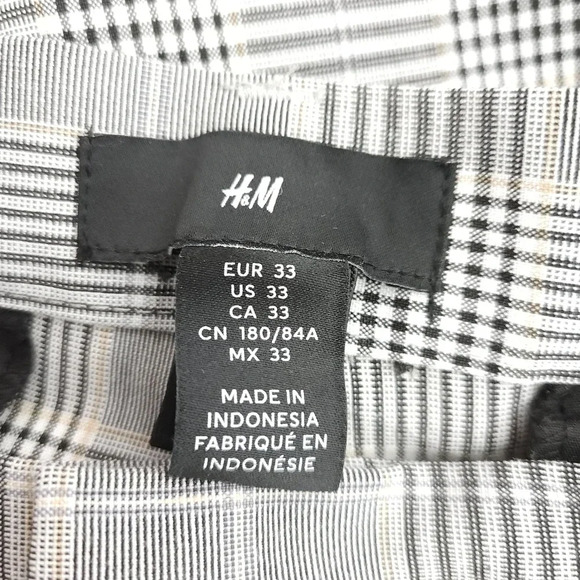 H&M
EUR 33
US 33
CA 33
CN 180/84A
MX 33
MADE IN
INDONESIA
FABRIQUÉ EN
INDONÉSIE